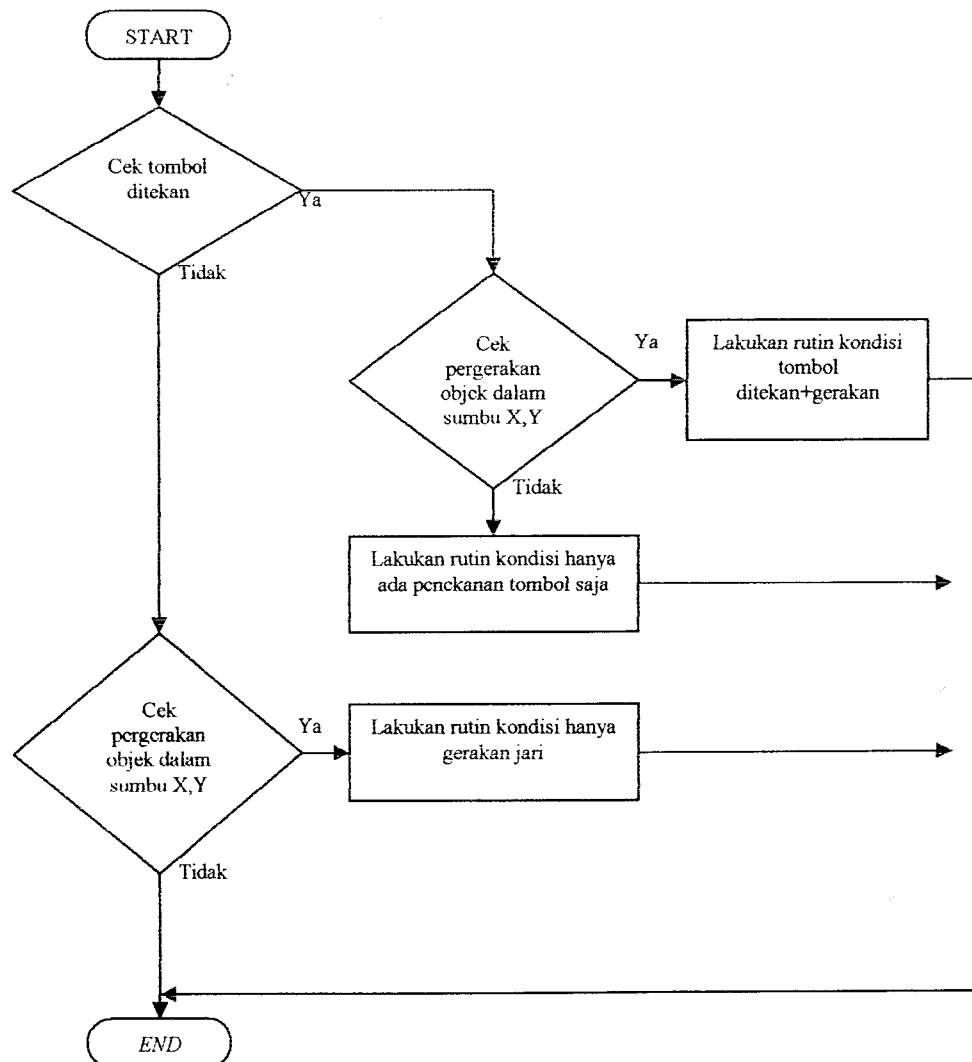 START
Cek tombol
ditekan
Ya
Tidak
Cek
pergerakan
objek dalam
sumbu X,Y
Ya
Lakukan rutin kondisi
tombol
ditekan+gerakan
Tidak
Lakukan rutin kondisi hanya
ada penekanan tombol saja
Cek
pergerakan
objek dalam
sumbu X,Y
Ya
Lakukan rutin kondisi hanya
gerakan jari
Tidak
END